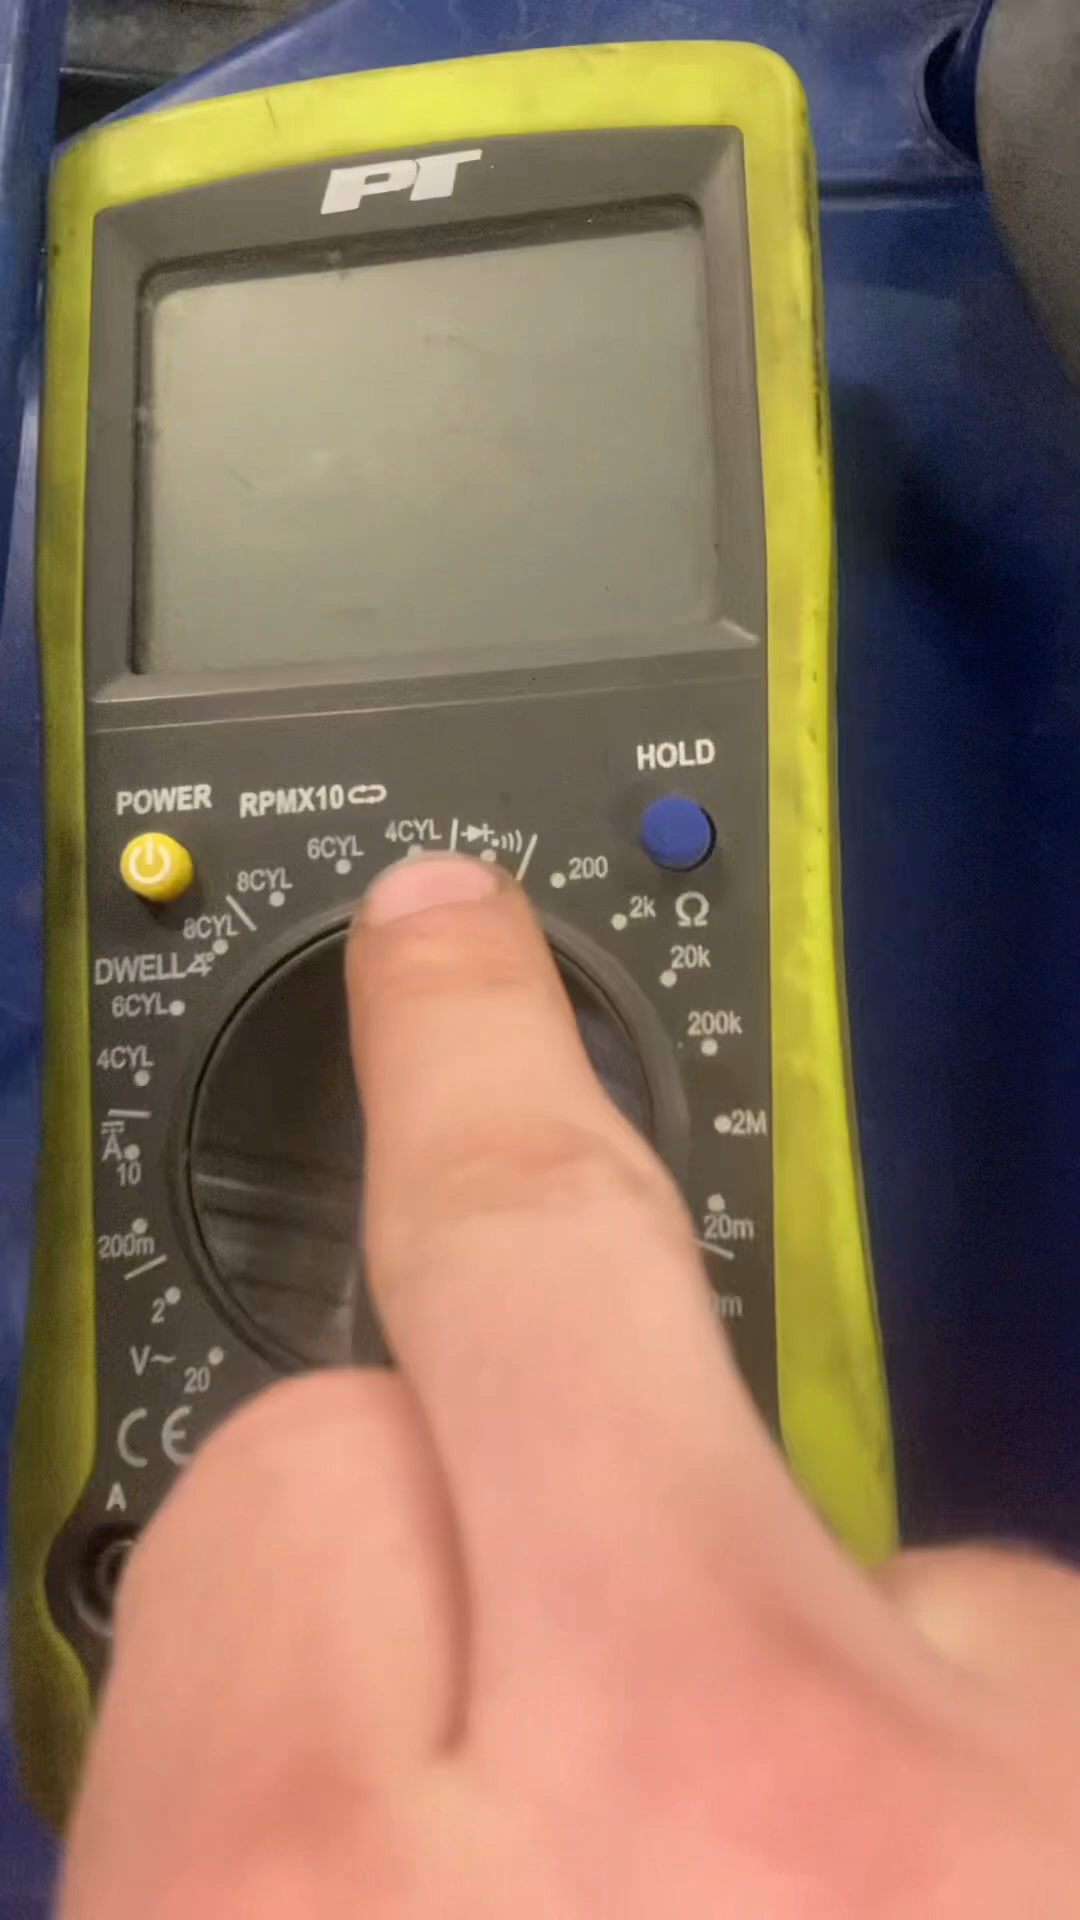 PT
HOLD
POWER RPMX10
4CYL
6CYL
200
8CYL
2k Ω
8CYL
DWELL
20k
6CYL
200k
4CYL
2M
A
10
20m
200m
m
2
V~
20
CE
A